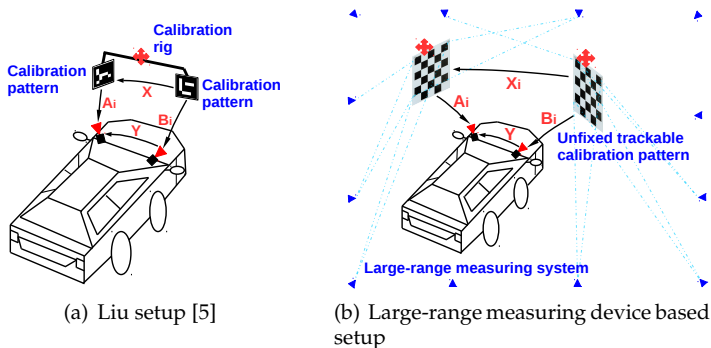 Calibration
rig
Calibration
pattern
Calibration
pattern
X
Ai
Bi
Y
(a) Liu setup [5]
Xi
Ai
Bi
Y
Unfixed trackable
calibration pattern
Large-range measuring system
(b) Large-range measuring device based
setup